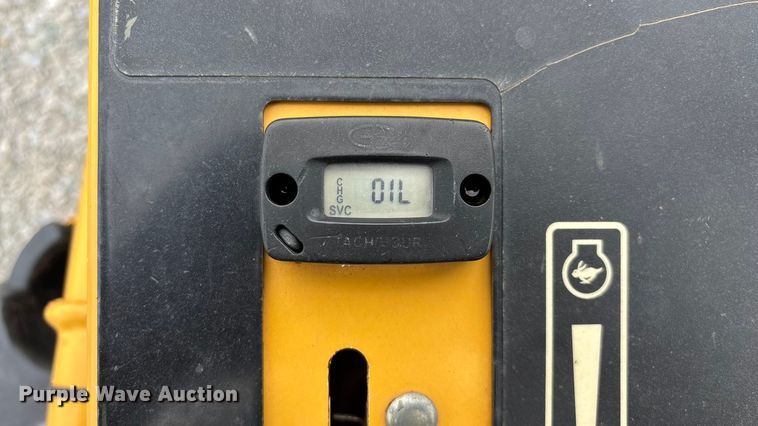 CHG OIL
SVC
TACH/HOUR
Purple Wave Auction